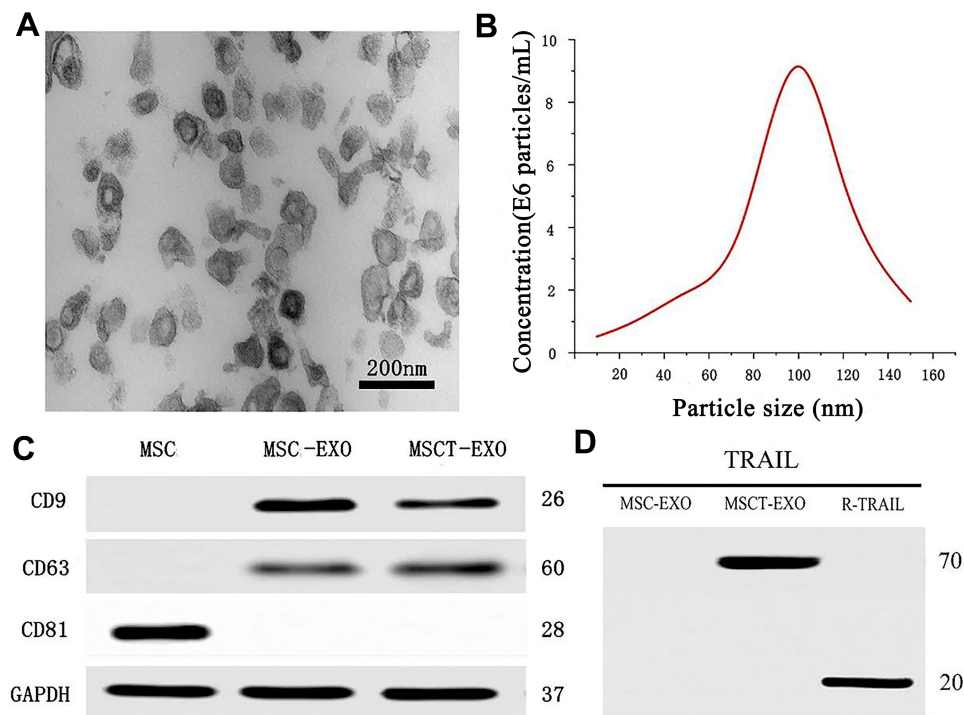 A
200nm
B
Concentration(E6 particles/mL)
10
8
6
4
2
0
20 40 60 80 100 120 140 160
Particle size (nm)
C
MSC MSC-EXO MSCT-EXO
CD9 26
CD63 60
CD81 28
GAPDH 37
D
TRAIL
MSC-EXO MSCT-EXO R-TRAIL
70
20